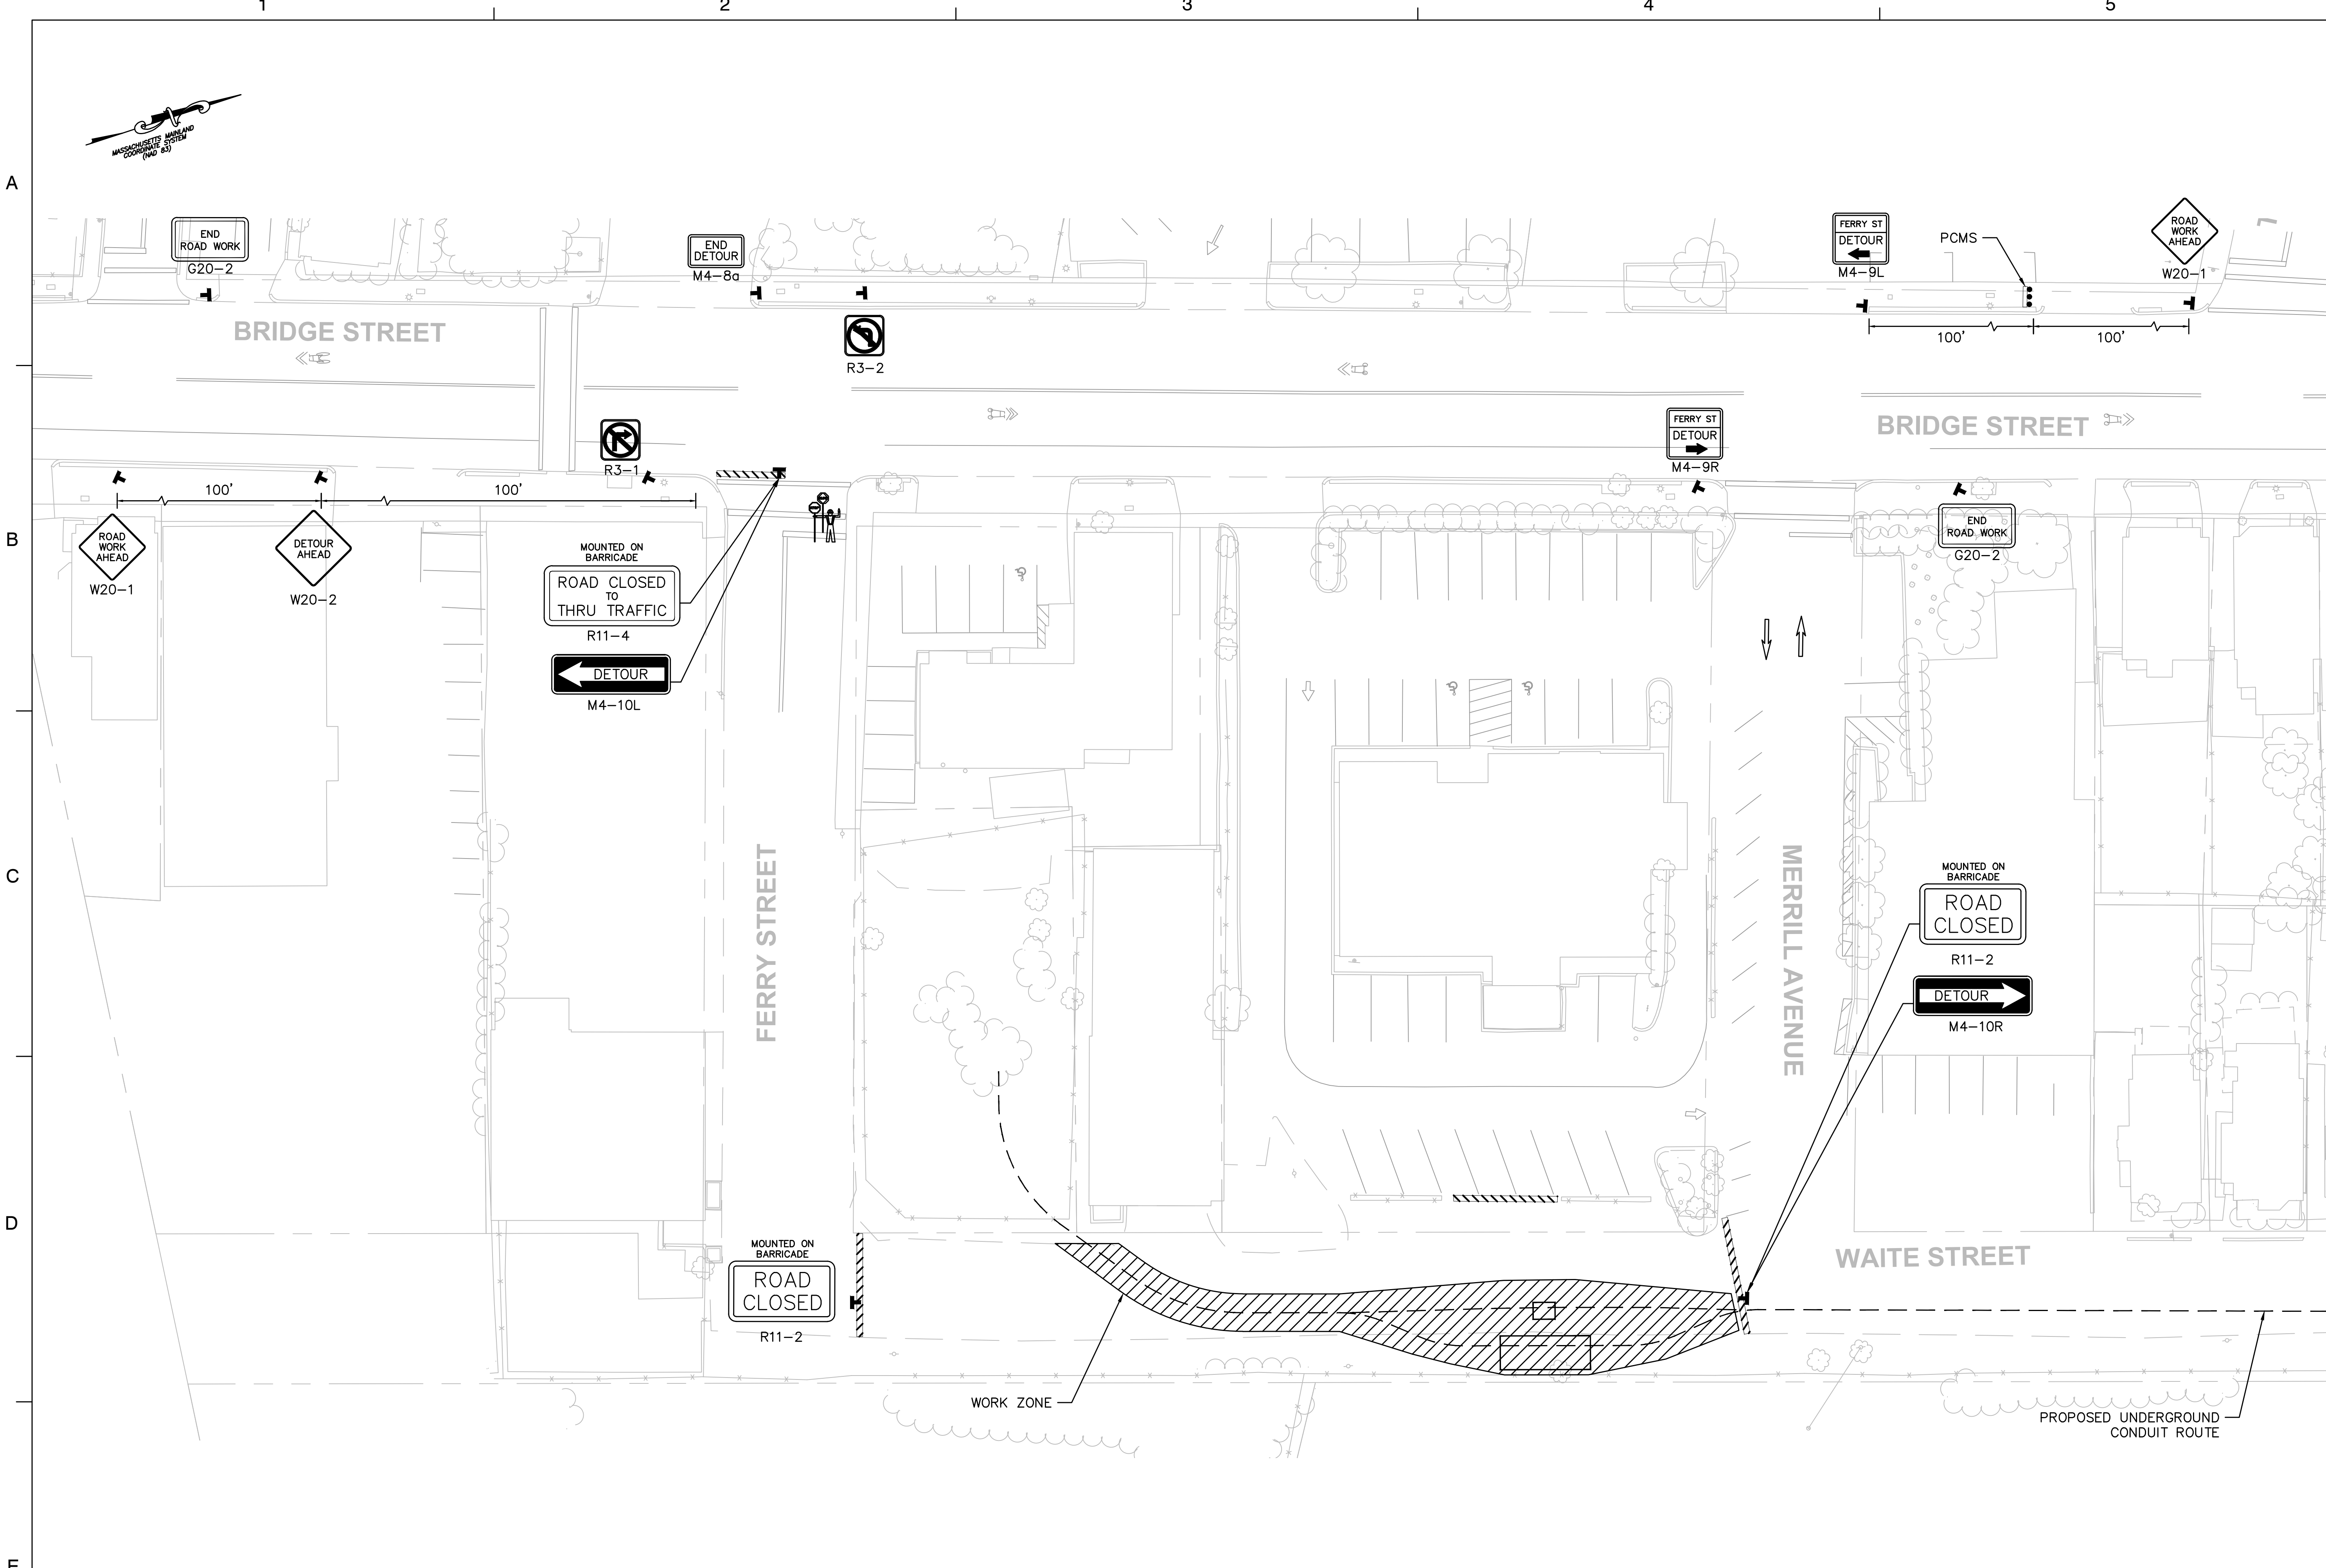 1
2
3
4
5
A
B
C
D
E
MASSACHUSETTS MAINLAND
COORDINATE SYSTEM
(NAD 83)
END
ROAD WORK
G20-2
END
DETOUR
M4-8a
FERRY ST
DETOUR
M4-9L
PCMS
ROAD
WORK
AHEAD
W20-1
BRIDGE STREET
R3-2
100'
100'
R3-1
FERRY ST
DETOUR
M4-9R
BRIDGE STREET
100'
100'
ROAD
WORK
AHEAD
W20-1
DETOUR
AHEAD
W20-2
MOUNTED ON
BARRICADE
ROAD CLOSED
TO
THRU TRAFFIC
R11-4
DETOUR
M4-10L
END
ROAD WORK
G20-2
FERRY STREET
MERRILL AVENUE
MOUNTED ON
BARRICADE
ROAD
CLOSED
R11-2
DETOUR
M4-10R
MOUNTED ON
BARRICADE
ROAD
CLOSED
R11-2
WAITE STREET
WORK ZONE
PROPOSED UNDERGROUND
CONDUIT ROUTE